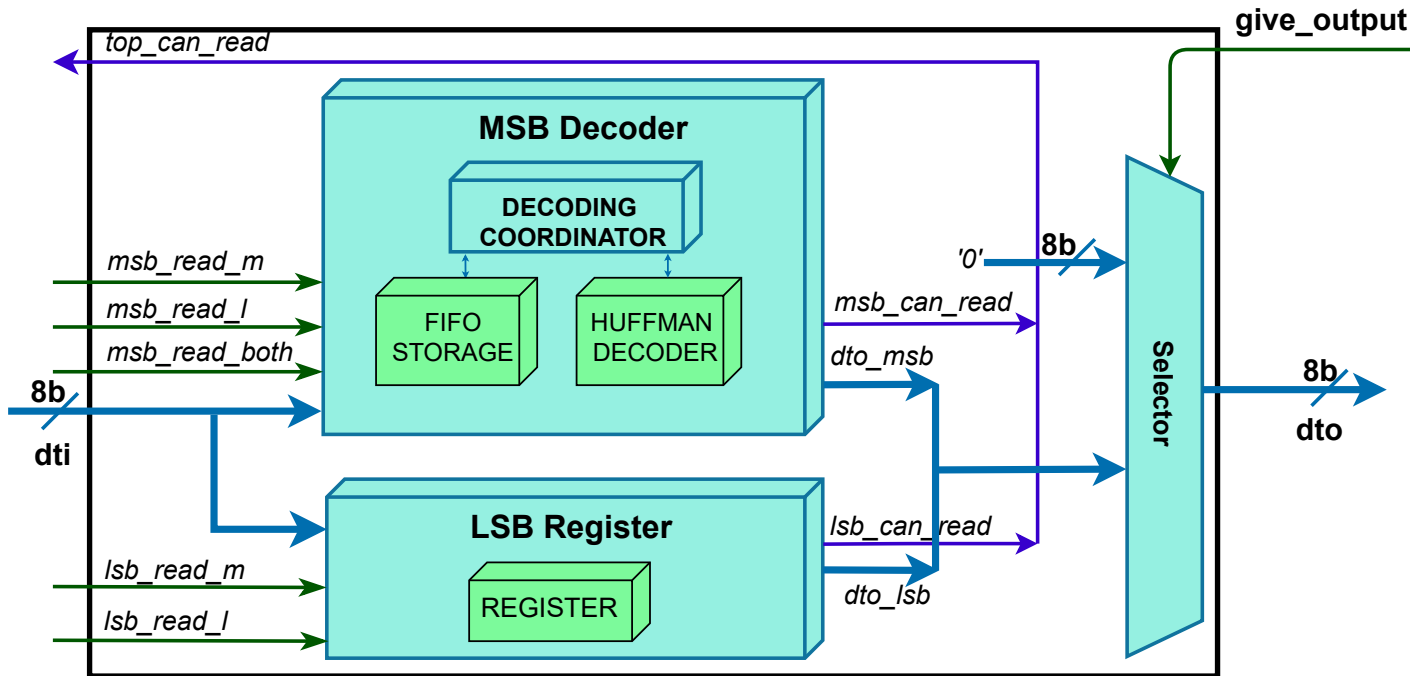 give_output
top_can_read
MSB Decoder
DECODING
COORDINATOR
msb_read_m
'0'
8b
msb_read_l
FIFO
STORAGE
HUFFMAN
DECODER
msb_can_read
msb_read_both
dto_msb
Selector
8b
dti
8b
dto
LSB Register
lsb_can_read
lsb_read_m
REGISTER
dto_lsb
lsb_read_l